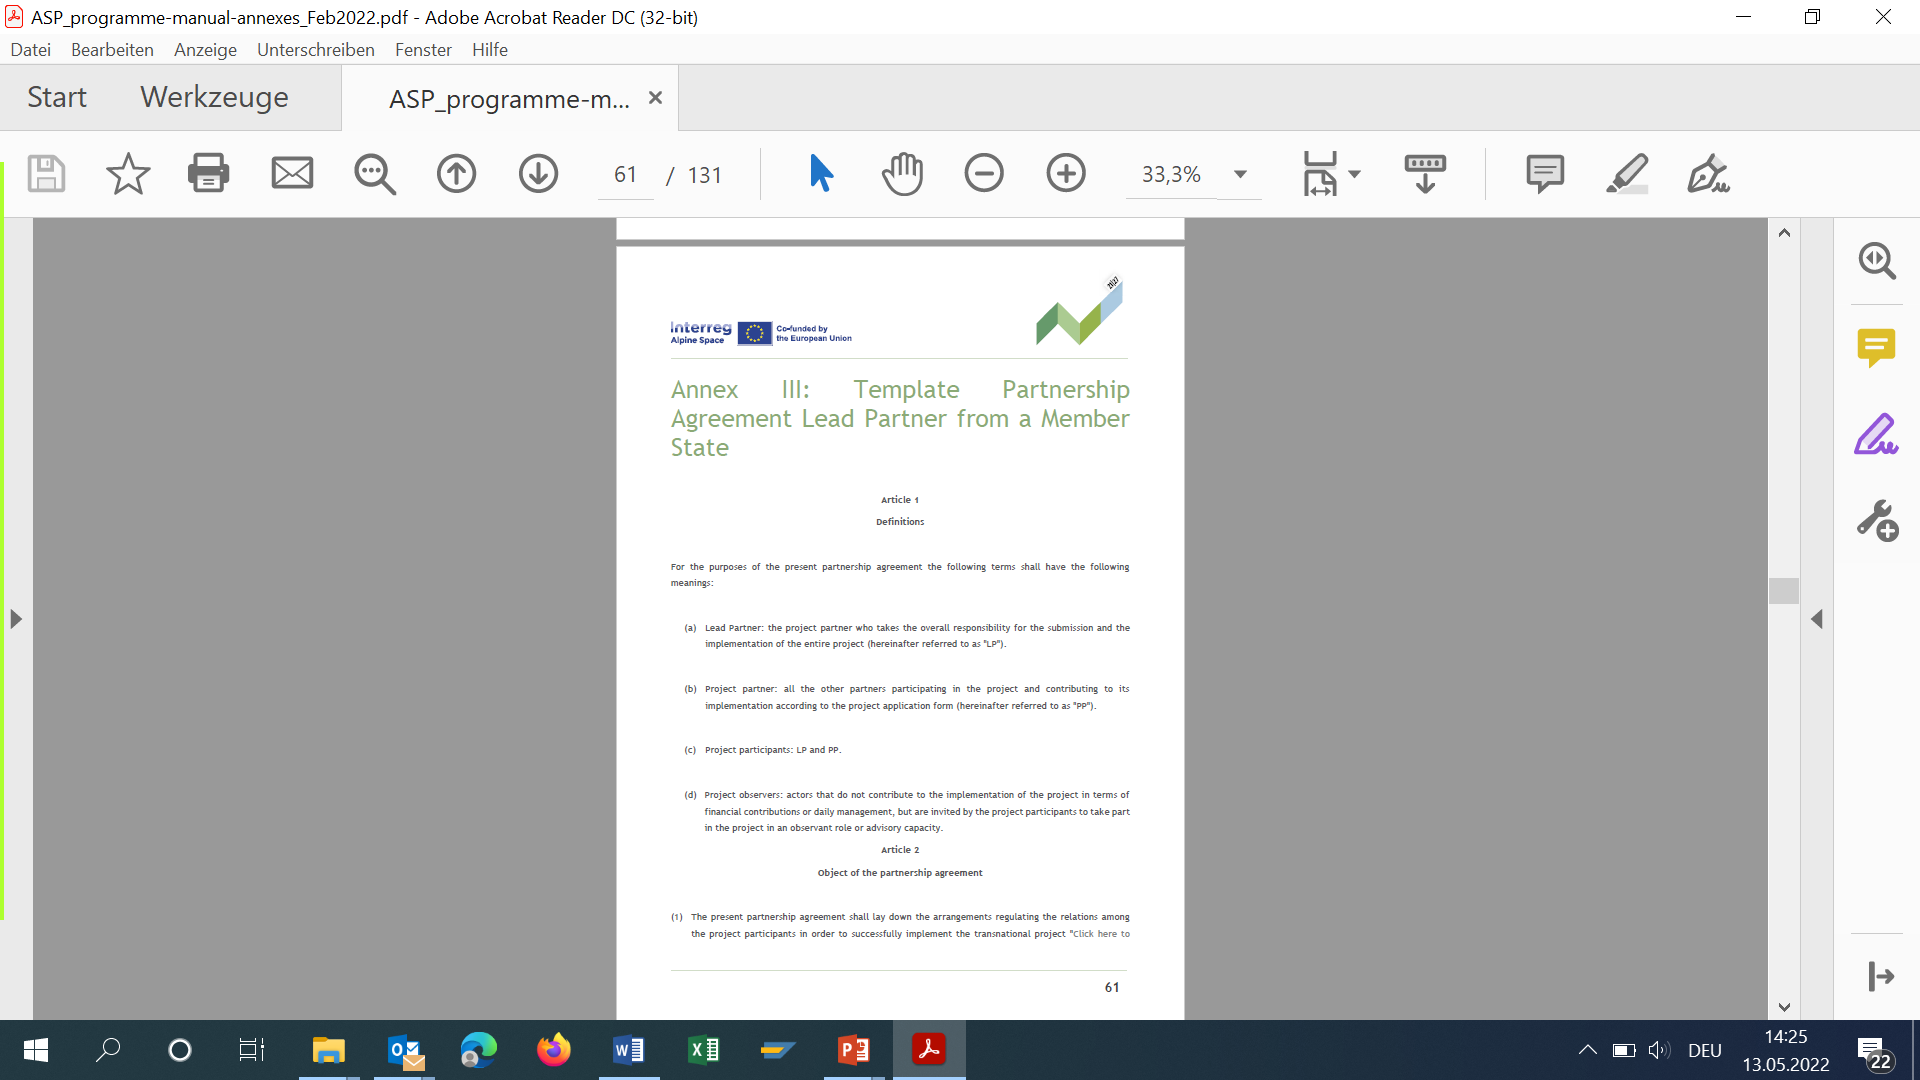 ASP_programme-manual-annexes_Feb2022.pdf - Adobe Acrobat Reader DC (32-bit)
Datei Bearbeiten Anzeige Unterschreiben Fenster Hilfe
Start Werkzeuge ASP_programme-m...
61 / 131 33,3%
21|27
Interreg
Alpine Space
Co-funded by
the European Union
Annex III: Template Partnership
Agreement Lead Partner from a Member
State
Article 1
Definitions
For the purposes of the present partnership agreement the following terms shall have the following
meanings:
(a) Lead Partner: the project partner who takes the overall responsibility for the submission and the
implementation of the entire project (hereinafter referred to as "LP").
(b) Project partner: all the other partners participating in the project and contributing to its
implementation according to the project application form (hereinafter referred to as "PP").
(c) Project participants: LP and PP.
(d) Project observers: actors that do not contribute to the implementation of the project in terms of
financial contributions or daily management, but are invited by the project participants to take part
in the project in an observant role or advisory capacity.
Article 2
Object of the partnership agreement
(1) The present partnership agreement shall lay down the arrangements regulating the relations among
the project participants in order to successfully implement the transnational project "Click here to
61
DEU
14:25
13.05.2022
22